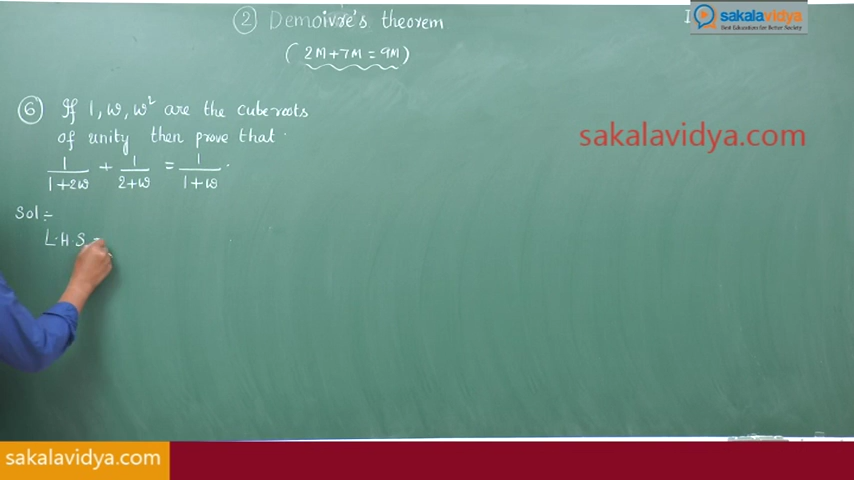 ② Demoivre's theorem
(2M+7M=9M)
sakalavidya
Best Education for Better Society
⑥ If 1, ω, ω² are the cuberoots
of unity then prove that
1/(1+2ω) + 1/(2+ω) = 1/(1+ω).
Sol:-
L.H.S =
sakalavidya.com
sakalavidya.com